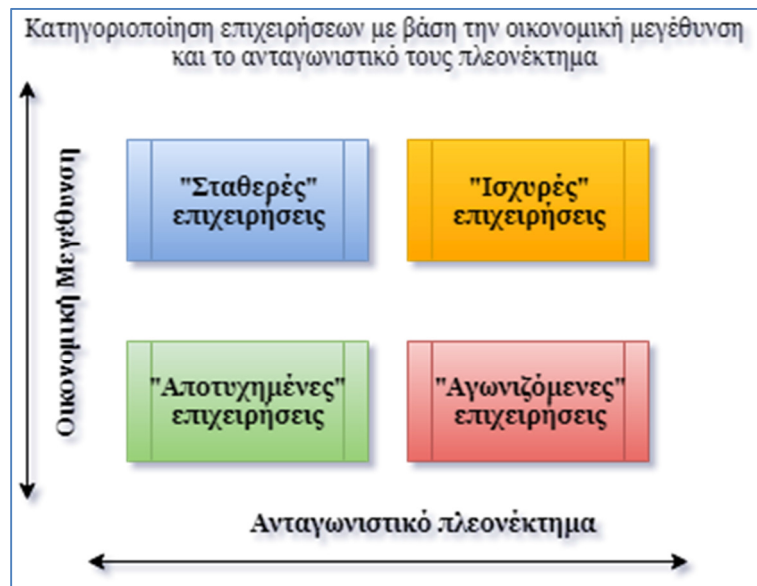 Κατηγοριοποίηση επιχειρήσεων με βάση την οικονομική μεγέθυνση
και το ανταγωνιστικό τους πλεονέκτημα
Οικονομική Μεγέθυνση
"Σταθερές"
επιχειρήσεις
"Ισχυρές"
επιχειρήσεις
"Αποτυχημένες"
επιχειρήσεις
"Αγωνιζόμενες"
επιχειρήσεις
Ανταγωνιστικό πλεονέκτημα